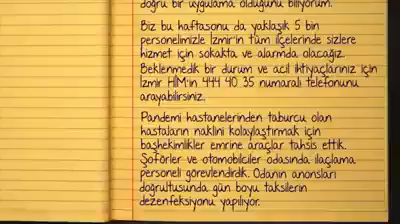 doğru bir uygulama olduğunu biliyorum.
Biz bu haftasonu da yaklaşık 5 bin
personelimizle İzmir'in tüm ilçelerinde sizlere
hizmet için sokakta ve alarmda olacağız.
Beklenmedik bir durum ve acil ihtiyaçlarınız için
İzmir HİM'in 444 40 35 numaralı telefonunu
arayabilirsiniz.
Pandemi hastanelerinden taburcu olan
hastaların naklini kolaylaştırmak için
başhekimlikler emrine araçlar tahsis ettik.
Şoförler ve otomobilciler odasında ilaçlama
personeli görevlendirdik. Odanın anonsları
doğrultusunda gün boyu taksilerin
dezenfeksiyonu yapılıyor.